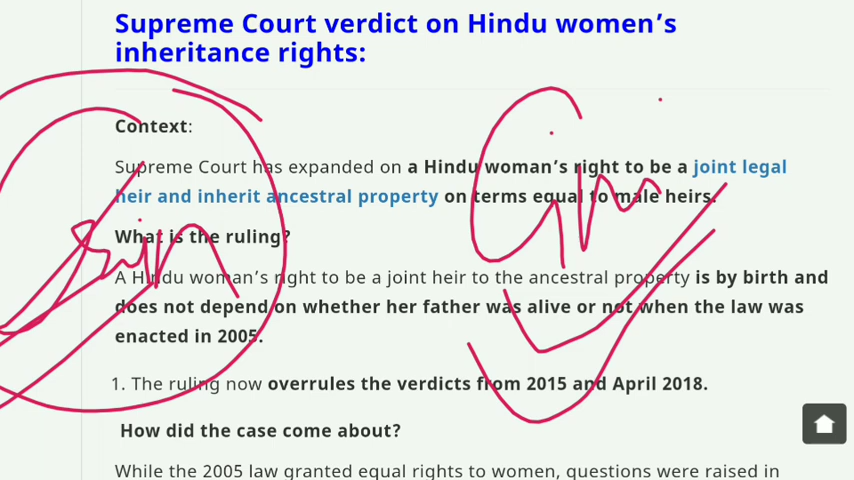 Supreme Court verdict on Hindu women's
inheritance rights:
Context:
Supreme Court has expanded on a Hindu woman's right to be a joint legal
heir and inherit ancestral property on terms equal to male heirs.
What is the ruling?
A Hindu woman's right to be a joint heir to the ancestral property is by birth and
does not depend on whether her father was alive or not when the law was
enacted in 2005.
1. The ruling now overrules the verdicts from 2015 and April 2018.
How did the case come about?
While the 2005 law granted equal rights to women, questions were raised in